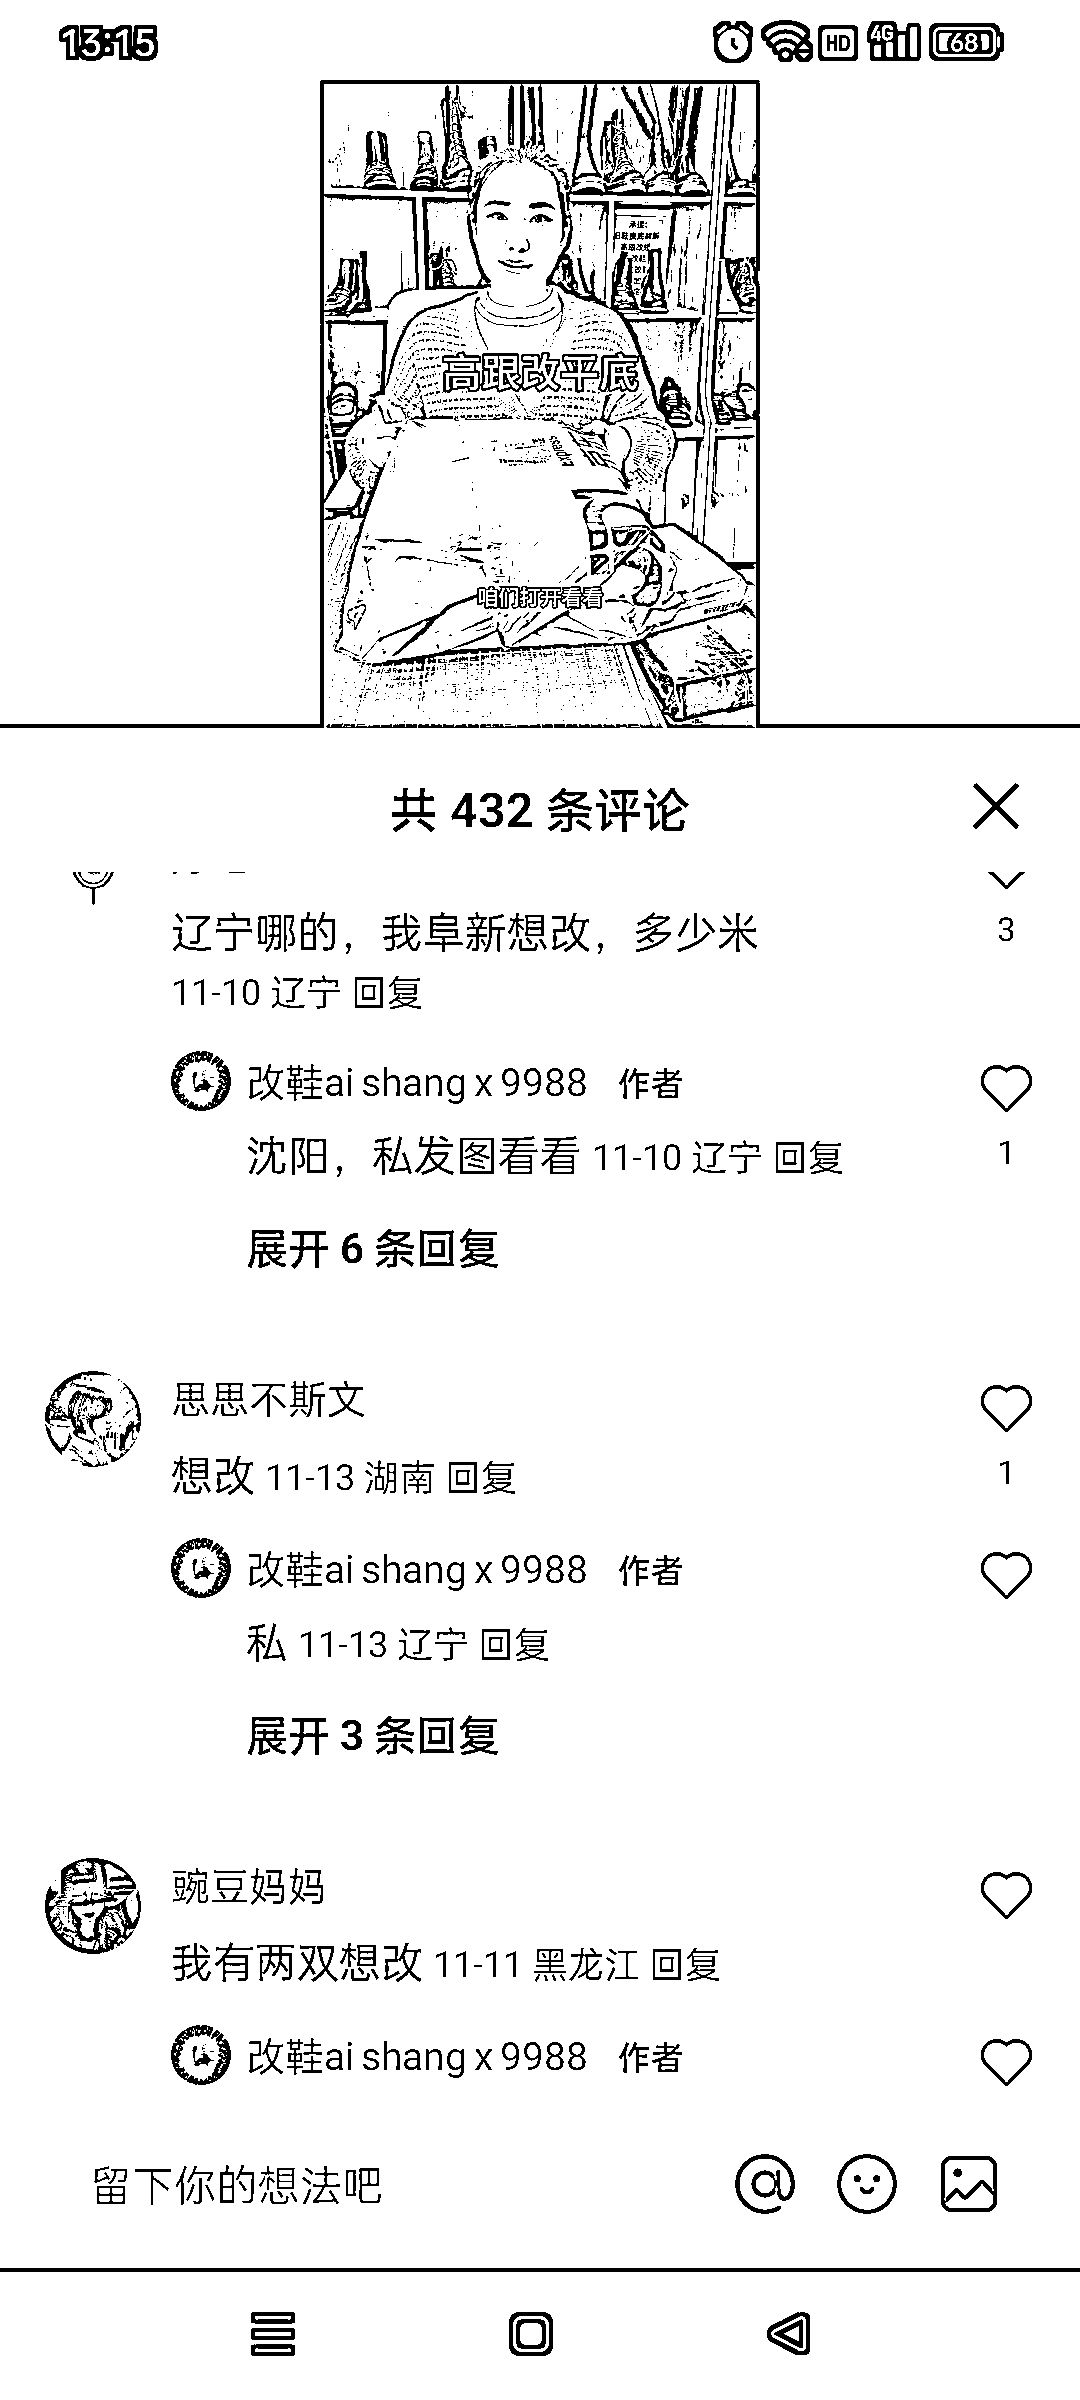 13:15
HD 4G 68
承接:
高跟改平底
咱们打开看看
共 432 条评论
辽宁哪的，我阜新想改，多少米
3
11-10 辽宁 回复
改鞋ai shang x 9988 作者
沈阳，私发图看看 11-10 辽宁 回复
1
展开 6 条回复
思思不斯文
想改 11-13 湖南 回复
1
改鞋ai shang x 9988 作者
私 11-13 辽宁 回复
展开 3 条回复
豌豆妈妈
我有两双想改 11-11 黑龙江 回复
改鞋ai shang x 9988 作者
留下你的想法吧